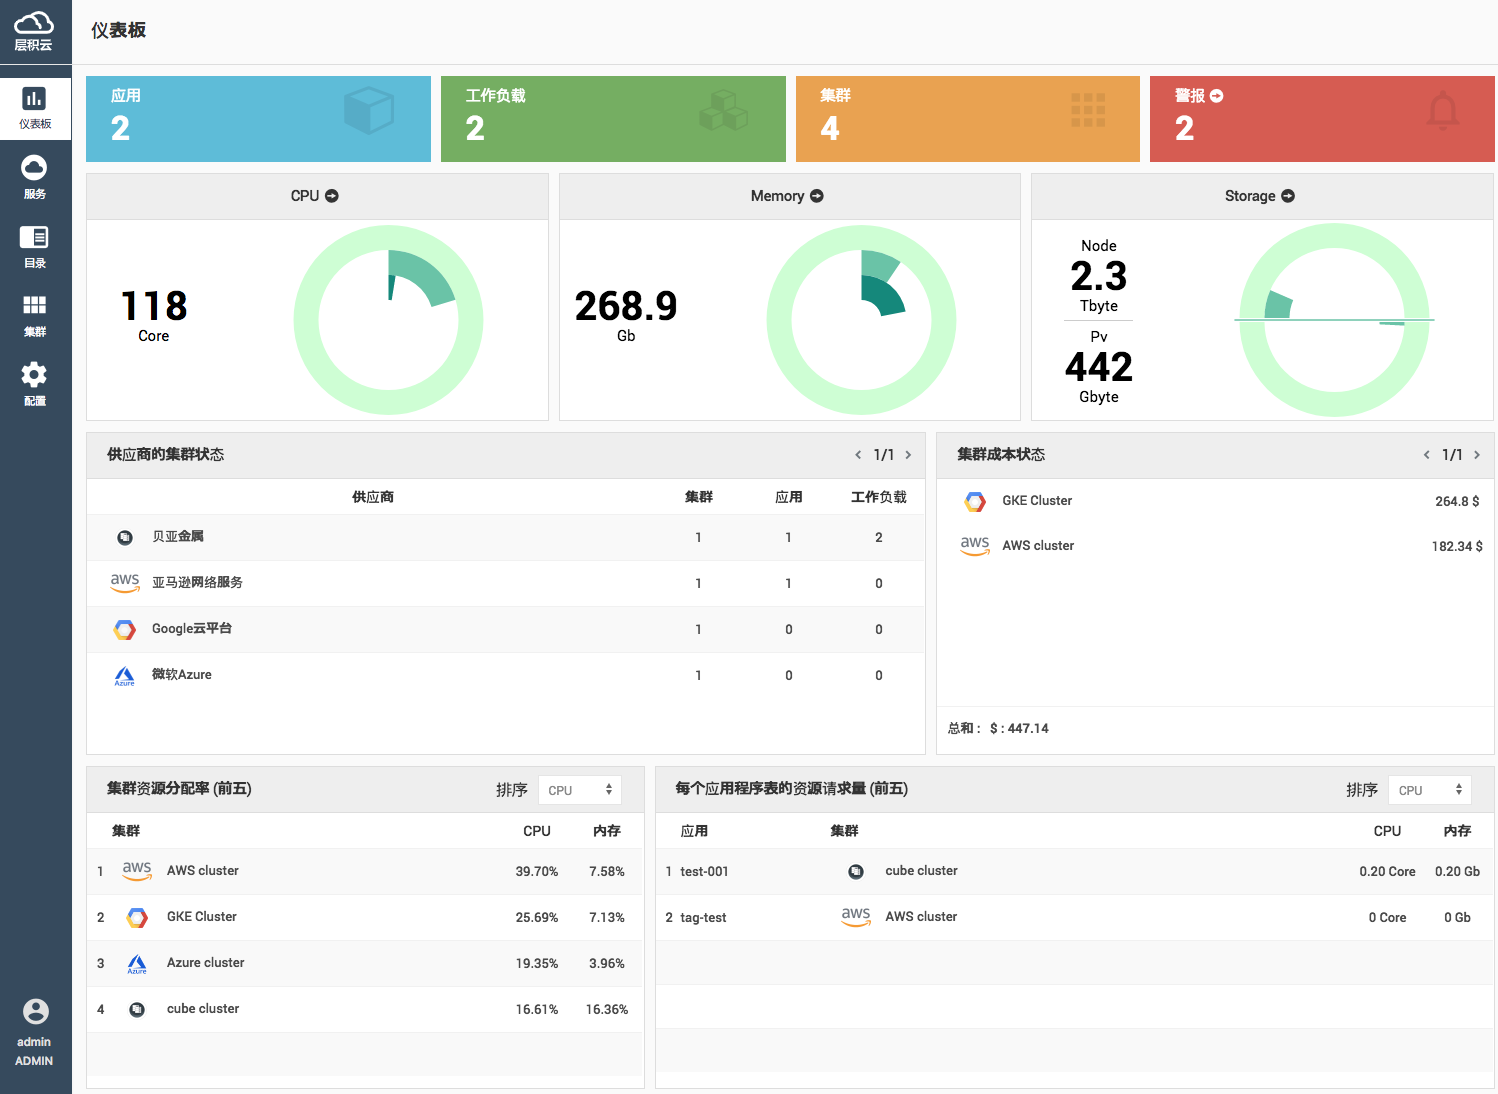 层积云
仪表板
仪表板
服务
目录
集群
配置
admin
ADMIN
应用
2
工作负载
2
集群
4
警报
2
CPU
118
Core
Memory
268.9
Gb
Storage
Node
2.3
Tbyte
Pv
442
Gbyte
供应商的集群状态 1/1
供应商 集群 应用 工作负载
贝亚金属 1 1 2
aws 亚马逊网络服务 1 1 0
Google云平台 1 0 0
Azure 微软Azure 1 0 0
集群成本状态 1/1
GKE Cluster 264.8 $
aws AWS cluster 182.34 $
总和 : $ : 447.14
集群资源分配率 (前五) 排序 CPU
集群 CPU 内存
1 aws AWS cluster 39.70% 7.58%
2 GKE Cluster 25.69% 7.13%
3 Azure Azure cluster 19.35% 3.96%
4 cube cluster 16.61% 16.36%
每个应用程序表的资源请求量 (前五) 排序 CPU
应用 集群 CPU 内存
1 test-001 cube cluster 0.20 Core 0.20 Gb
2 tag-test aws AWS cluster 0 Core 0 Gb